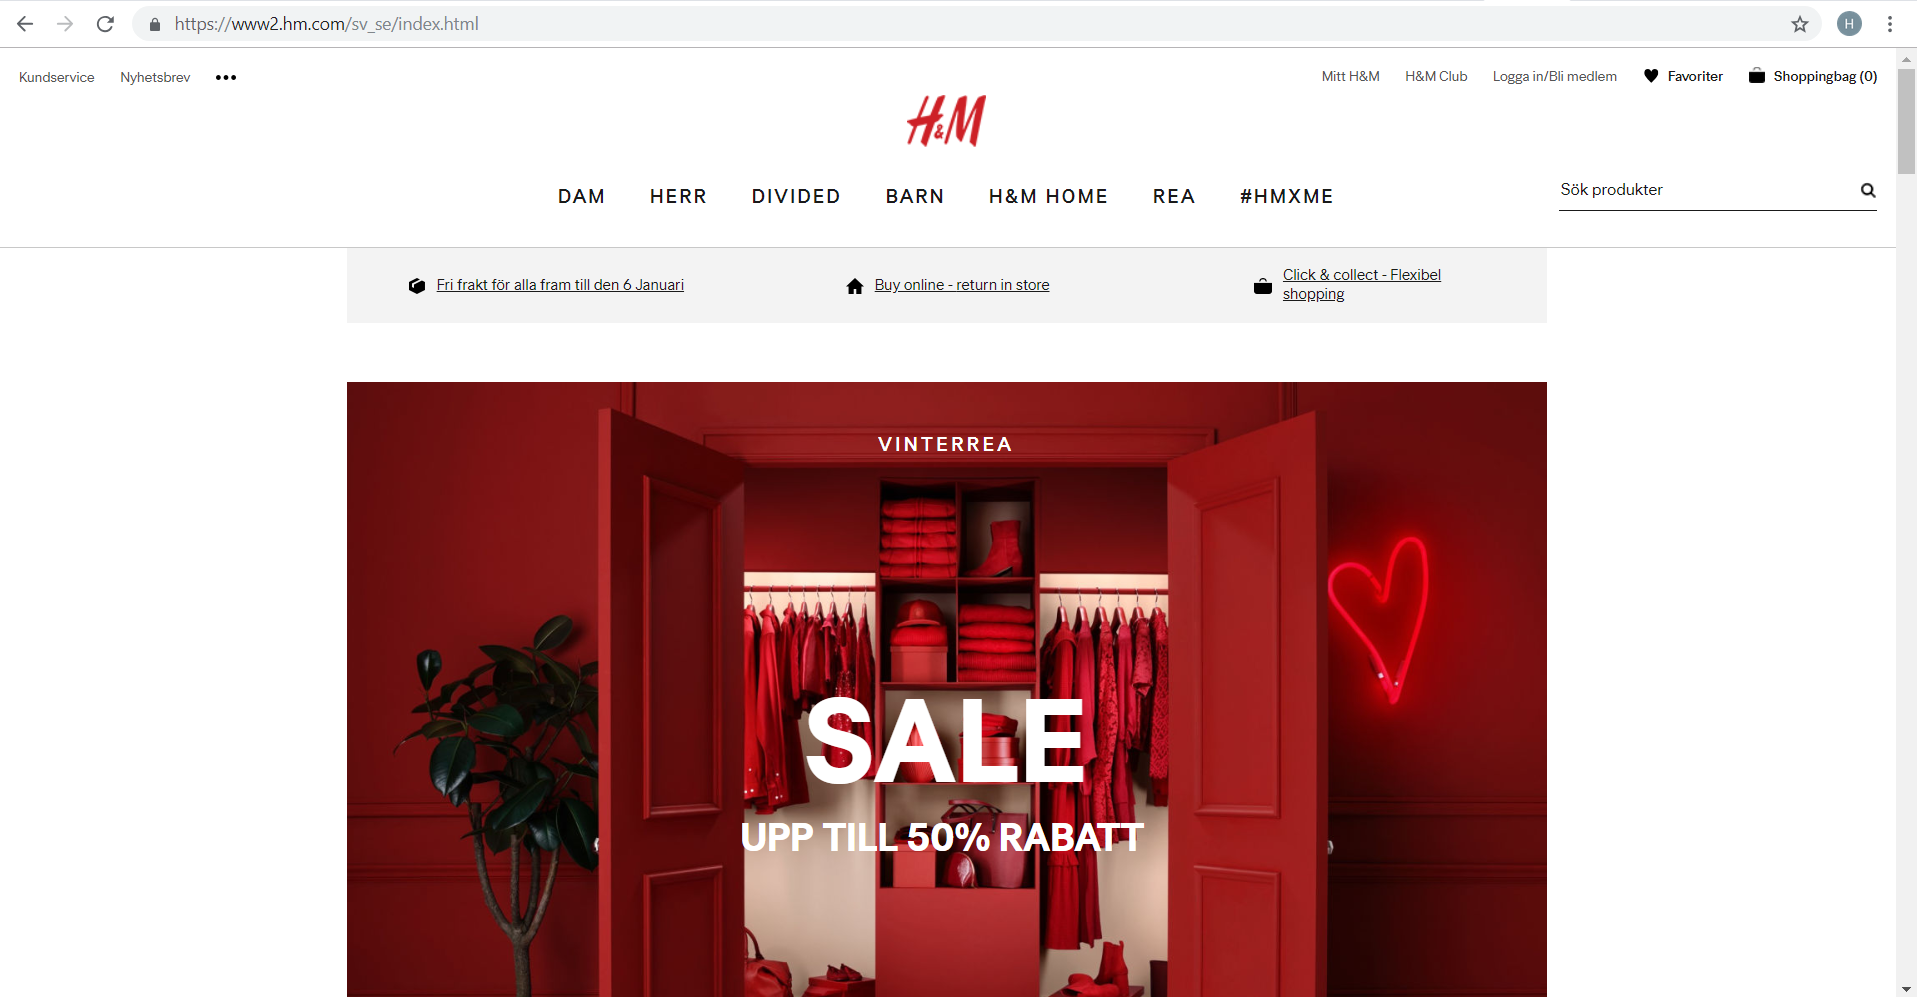 https://www2.hm.com/sv_se/index.html
H
Kundservice Nyhetsbrev •••
Mitt H&M H&M Club Logga in/Bli medlem Favoriter Shoppingbag (0)
H&M
DAM HERR DIVIDED BARN H&M HOME REA #HMXME
Sök produkter
Fri frakt för alla fram till den 6 Januari
Buy online - return in store
Click & collect - Flexibel
shopping
VINTERREA
SALE
UPP TILL 50% RABATT